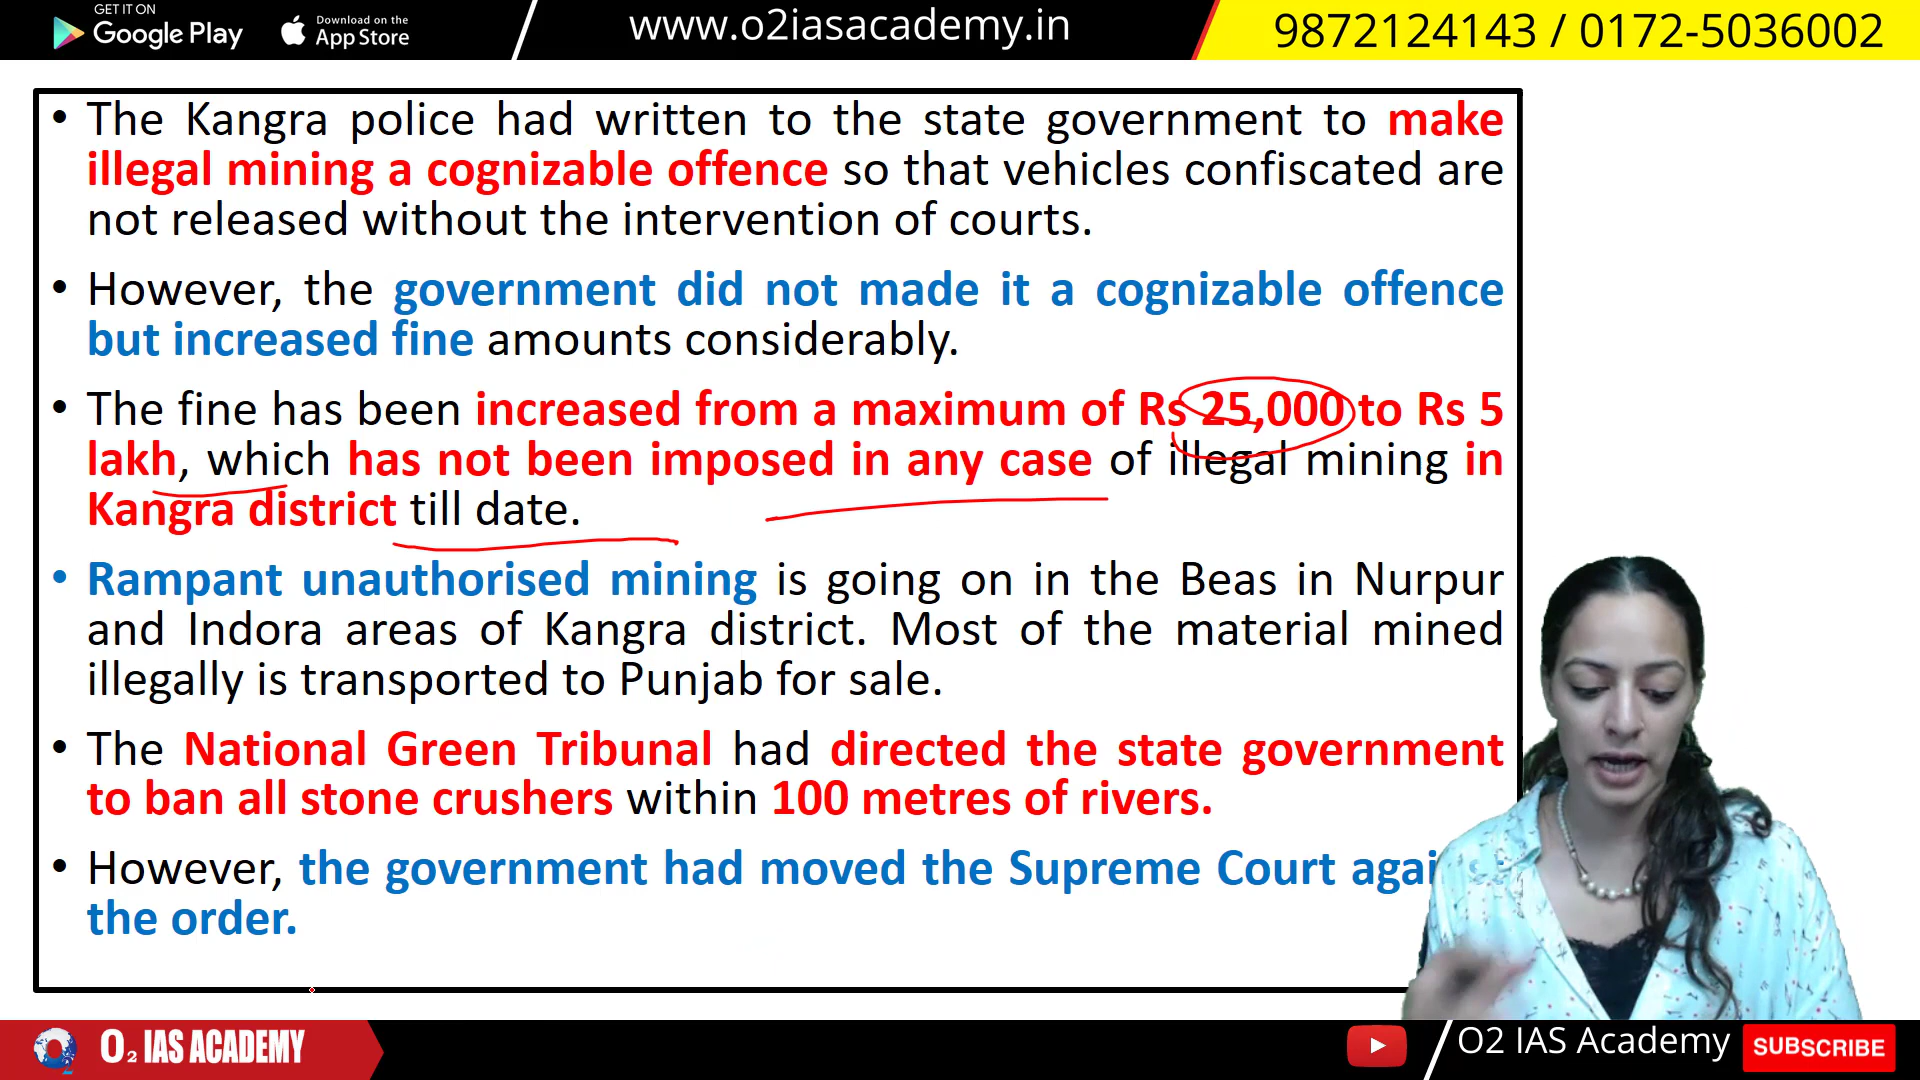 GET IT ON
Google Play
Download on the
App Store
www.o2iasacademy.in
9872124143 / 0172-5036002
• The Kangra police had written to the state government to make
illegal mining a cognizable offence so that vehicles confiscated are
not released without the intervention of courts.
• However, the government did not made it a cognizable offence
but increased fine amounts considerably.
• The fine has been increased from a maximum of Rs 25,000 to Rs 5
lakh, which has not been imposed in any case of illegal mining in
Kangra district till date.
• Rampant unauthorised mining is going on in the Beas in Nurpur
and Indora areas of Kangra district. Most of the material mined
illegally is transported to Punjab for sale.
• The National Green Tribunal had directed the state government
to ban all stone crushers within 100 metres of rivers.
• However, the government had moved the Supreme Court
the order.
O2 IAS ACADEMY
O2 IAS Academy
SUBSCRIBE